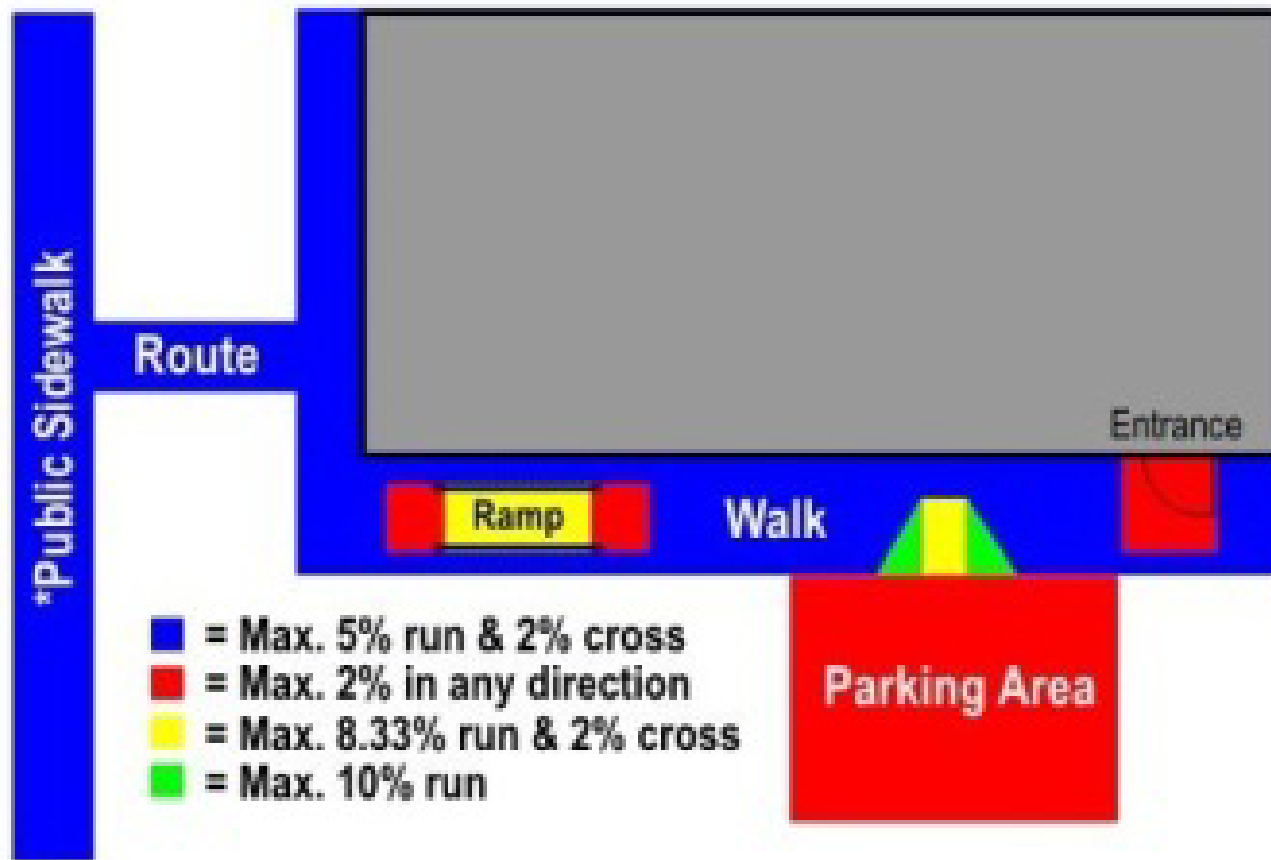 *Public Sidewalk
Route
Entrance
Ramp
Walk
= Max. 5% run & 2% cross
= Max. 2% in any direction
= Max. 8.33% run & 2% cross
= Max. 10% run
Parking Area